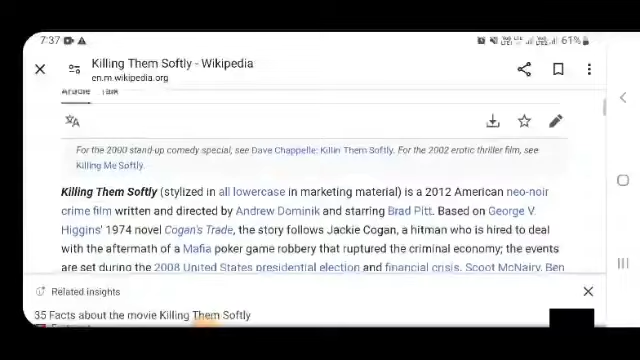 7:37 61%
Killing Them Softly - Wikipedia
en.m.wikipedia.org
Article Talk
For the 2000 stand-up comedy special, see Dave Chappelle: Killin Them Softly. For the 2002 erotic thriller film, see
Killing Me Softly.
Killing Them Softly (stylized in all lowercase in marketing material) is a 2012 American neo-noir
crime film written and directed by Andrew Dominik and starring Brad Pitt. Based on George V.
Higgins' 1974 novel Cogan's Trade, the story follows Jackie Cogan, a hitman who is hired to deal
with the aftermath of a Mafia poker game robbery that ruptured the criminal economy; the events
are set during the 2008 United States presidential election and financial crisis. Scoot McNairy, Ben
Related insights
35 Facts about the movie Killing Them Softly